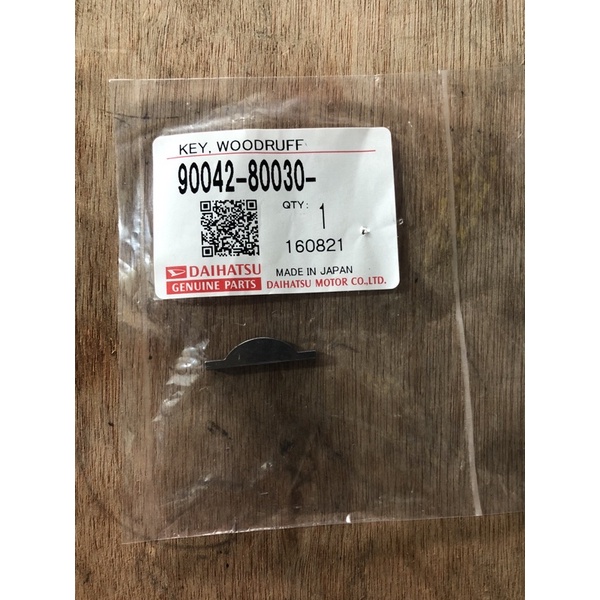 KEY, WOODRUFF
90042-80030-
QTY: 1
160821
DAIHATSU
GENUINE PARTS
MADE IN JAPAN
DAIHATSU MOTOR CO.,LTD.